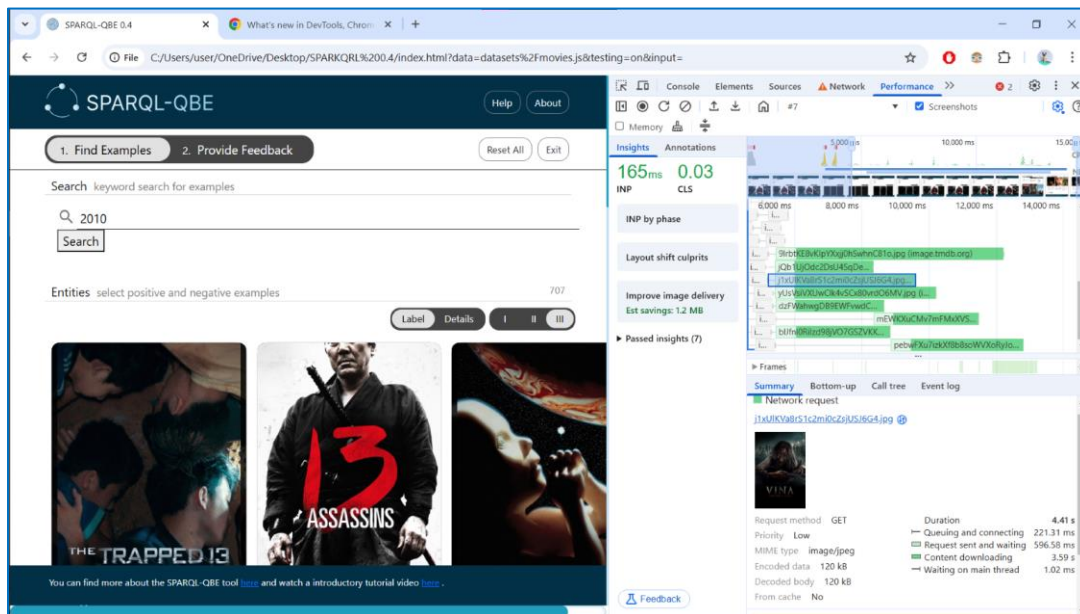 SPARQL-QBE 0.4
What's new in DevTools, Chrom
File C:/Users/user/OneDrive/Desktop/SPARKQRL%200.4/index.html?data=datasets%2Fmovies.js&testing=on&input=
SPARQL-QBE
Help
About
1. Find Examples
2. Provide Feedback
Reset All
Exit
Search keyword search for examples
2010
Search
Entities select positive and negative examples
707
Label
Details
I
II
III
THE TRAPPED 13
13
ASSASSINS
You can find more about the SPARQL-QBE tool here and watch a introductory tutorial video here .
Console
Elements
Sources
Network
Performance
2
#7
Screenshots
Memory
Insights
Annotations
165ms
INP
0.03
CLS
INP by phase
Layout shift culprits
Improve image delivery
Est savings: 1.2 MB
Passed insights (7)
Feedback
5,000 ms
10,000 ms
15,00
6,000 ms
8,000 ms
10,000 ms
12,000 ms
14,000 ms
Frames
Summary
Bottom-up
Call tree
Event log
Network request
j1xUlKVa8rS1c2mi0cZsjUSJ6G4.jpg
VINA
Request method GET
Priority Low
MIME type image/jpeg
Encoded data 120 kB
Decoded body 120 kB
From cache No
Duration 4.41 s
Queuing and connecting 221.31 ms
Request sent and waiting 596.58 ms
Content downloading 3.59 s
Waiting on main thread 1.02 ms